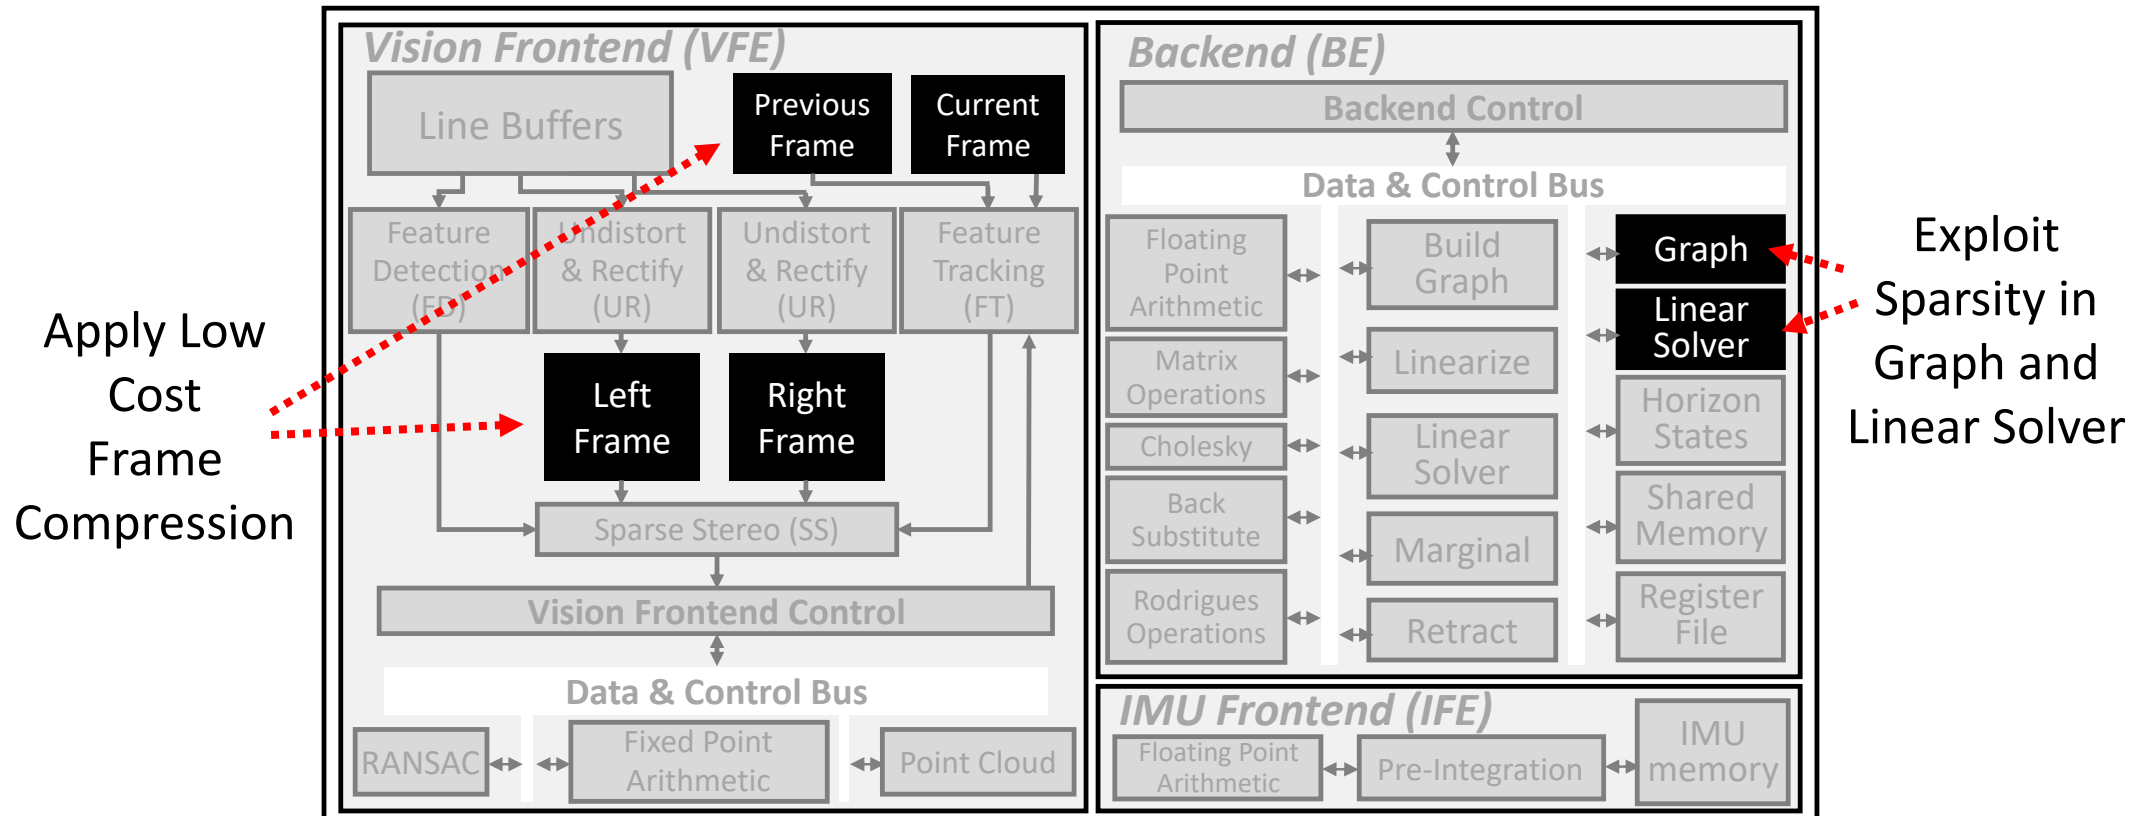 Apply Low
Cost
Frame
Compression
Vision Frontend (VFE)
Line Buffers
Previous
Frame
Current
Frame
Feature
Detection
(FD)
Undistort
& Rectify
(UR)
Undistort
& Rectify
(UR)
Feature
Tracking
(FT)
Left
Frame
Right
Frame
Sparse Stereo (SS)
Vision Frontend Control
Data & Control Bus
RANSAC
Fixed Point
Arithmetic
Point Cloud
Backend (BE)
Backend Control
Data & Control Bus
Floating
Point
Arithmetic
Matrix
Operations
Cholesky
Back
Substitute
Rodrigues
Operations
Build
Graph
Linearize
Linear
Solver
Marginal
Retract
Graph
Linear
Solver
Horizon
States
Shared
Memory
Register
File
IMU Frontend (IFE)
Floating Point
Arithmetic
Pre-Integration
IMU
memory
Exploit
Sparsity in
Graph and
Linear Solver